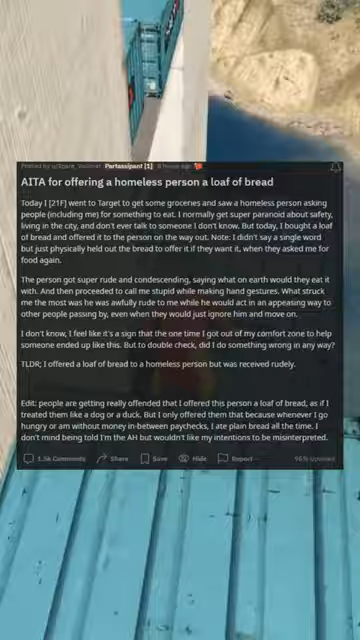 Posted by u/Space_Vacuner Partassipant [1] 8 hours ago
AITA for offering a homeless person a loaf of bread
Today I [21F] went to Target to get some groceries and saw a homeless person asking
people (including me) for something to eat. I normally get super paranoid about safety,
living in the city, and don't ever talk to someone I don't know. But today, I bought a loaf
of bread and offered it to the person on the way out. Note: I didn't say a single word
but just physically held out the bread to offer it if they want it, when they asked me for
food again.
The person got super rude and condescending, saying what on earth would they eat it
with. And then proceeded to call me stupid while making hand gestures. What struck
me the most was he was awfully rude to me while he would act in an appeasing way to
other people passing by, even when they would just ignore him and move on.
I don't know, I feel like it's a sign that the one time I got out of my comfort zone to help
someone ended up like this. But to double check, did I do something wrong in any way?
TLDR; I offered a loaf of bread to a homeless person but was received rudely.
Edit: people are getting really offended that I offered this person a loaf of bread, as if I
treated them like a dog or a duck. But I only offered them that because whenever I go
hungry or am without money in-between paychecks, I ate plain bread all the time. I
don't mind being told I'm the AH but wouldn't like my intentions to be misinterpreted.
1.5k Comments Share Save Hide Report 96% Upvoted